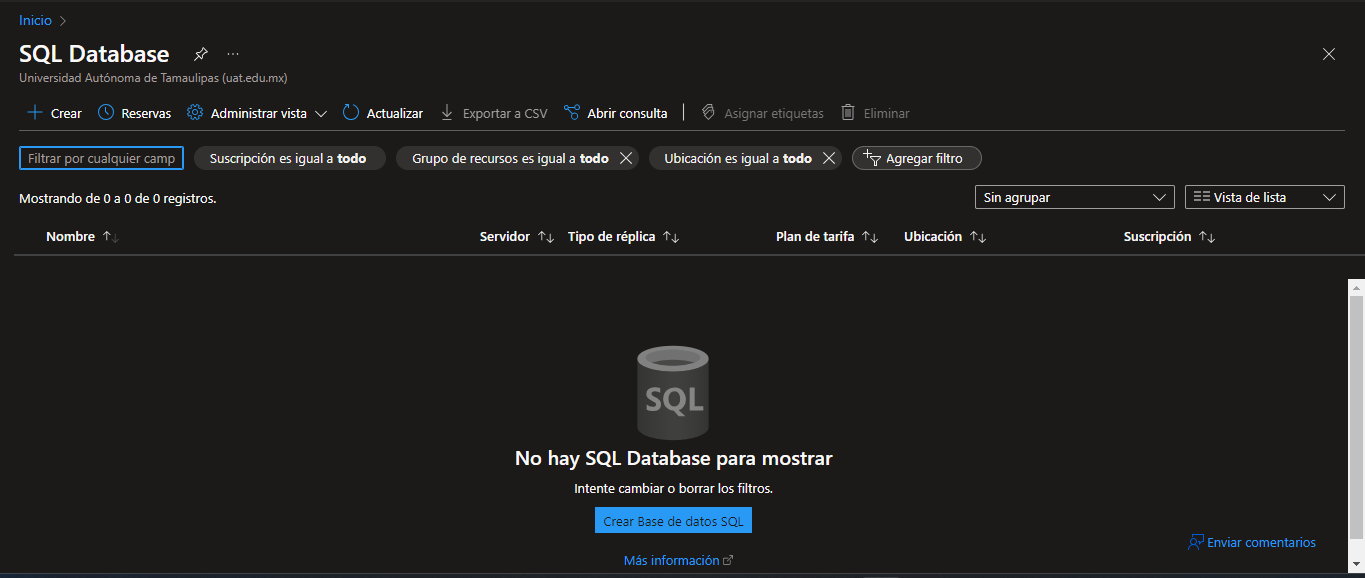 Inicio
SQL Database
Universidad Autónoma de Tamaulipas (uat.edu.mx)
Crear Reservas Administrar vista Actualizar Exportar a CSV Abrir consulta Asignar etiquetas Eliminar
Filtrar por cualquier camp Suscripción es igual a todo Grupo de recursos es igual a todo Ubicación es igual a todo Agregar filtro
Mostrando de 0 a 0 de 0 registros. Sin agrupar Vista de lista
Nombre Servidor Tipo de réplica Plan de tarifa Ubicación Suscripción
SQL
No hay SQL Database para mostrar
Intente cambiar o borrar los filtros.
Crear Base de datos SQL
Enviar comentarios
Más información